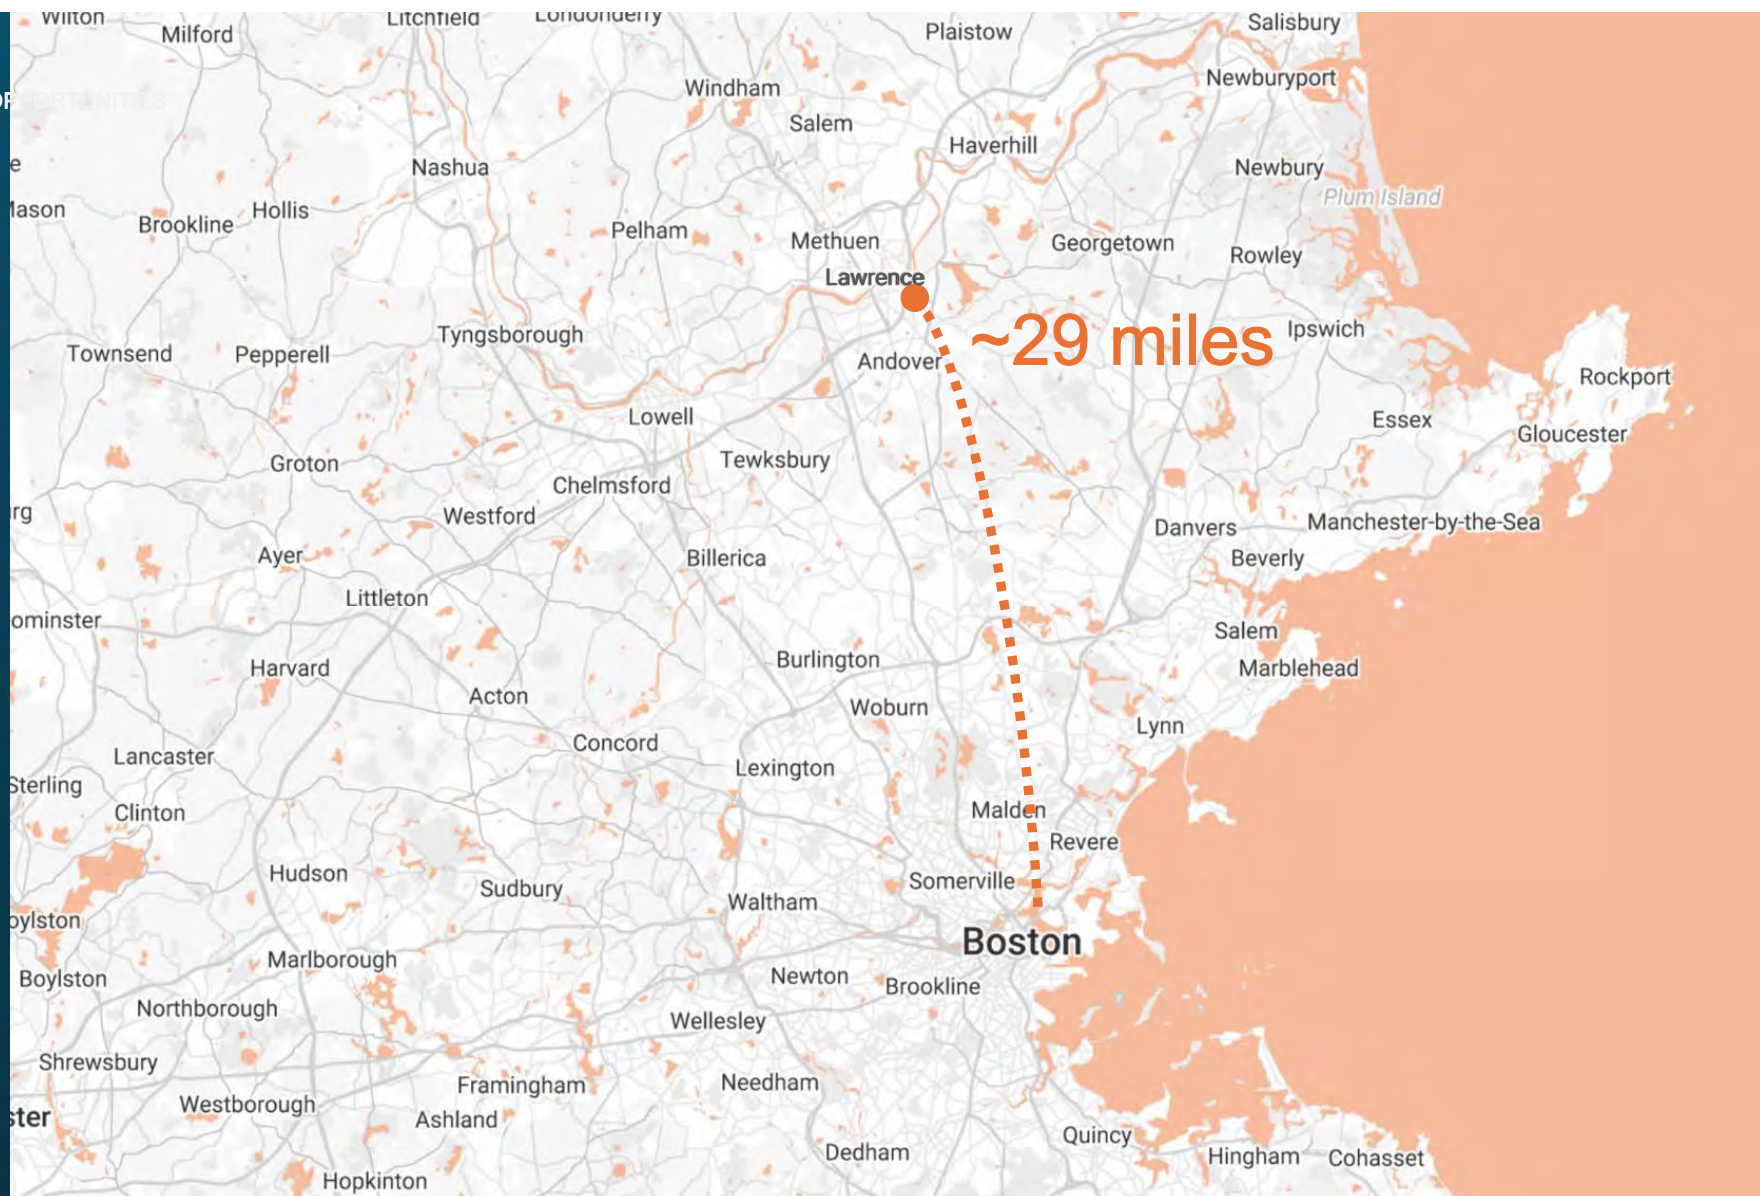 Wilton
Milford
Litchfield
Londonderry
Plaistow
Salisbury
Windham
Newburyport
OPPORTUNITIES
Salem
Haverhill
Nashua
Newbury
Plum Island
Hollis
Brookline
Pelham
Methuen
Georgetown
Rowley
Lawrence
~29 miles
Ipswich
Tyngsborough
Townsend
Pepperell
Andover
Rockport
Lowell
Essex
Gloucester
Groton
Tewksbury
Chelmsford
Westford
Danvers
Manchester-by-the-Sea
Ayer
Billerica
Beverly
Littleton
ominster
Salem
Harvard
Burlington
Marblehead
Acton
Woburn
Lynn
Concord
Lancaster
Lexington
Sterling
Clinton
Malden
Revere
Hudson
Sudbury
Somerville
Waltham
oylston
Boston
Marlborough
Boylston
Newton
Brookline
Northborough
Wellesley
Shrewsbury
Framingham
Needham
Westborough
ster
Ashland
Quincy
Dedham
Hingham
Cohasset
Hopkinton